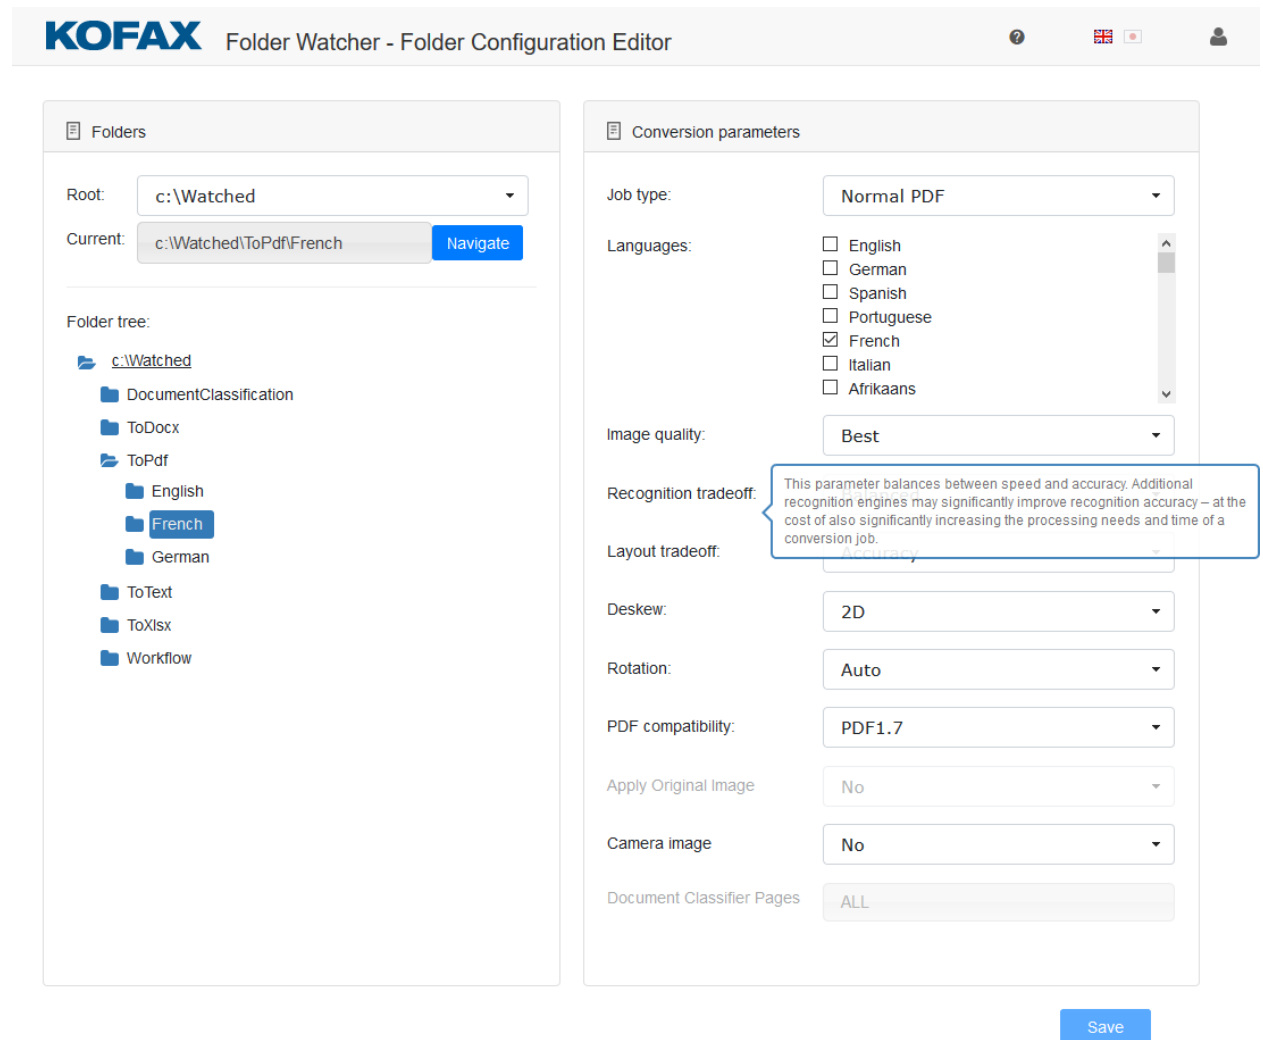 KOFAX Folder Watcher - Folder Configuration Editor
Folders
Root: c:\Watched
Current: c:\Watched\ToPdf\French Navigate
Folder tree:
c:\Watched
DocumentClassification
ToDocx
ToPdf
English
French
German
ToText
ToXlsx
Workflow
Conversion parameters
Job type: Normal PDF
Languages:
English
German
Spanish
Portuguese
French
Italian
Afrikaans
Image quality: Best
Recognition tradeoff: Balanced
This parameter balances between speed and accuracy. Additional
recognition engines may significantly improve recognition accuracy – at the
cost of also significantly increasing the processing needs and time of a
conversion job.
Layout tradeoff: Accuracy
Deskew: 2D
Rotation: Auto
PDF compatibility: PDF1.7
Apply Original Image No
Camera image No
Document Classifier Pages ALL
Save